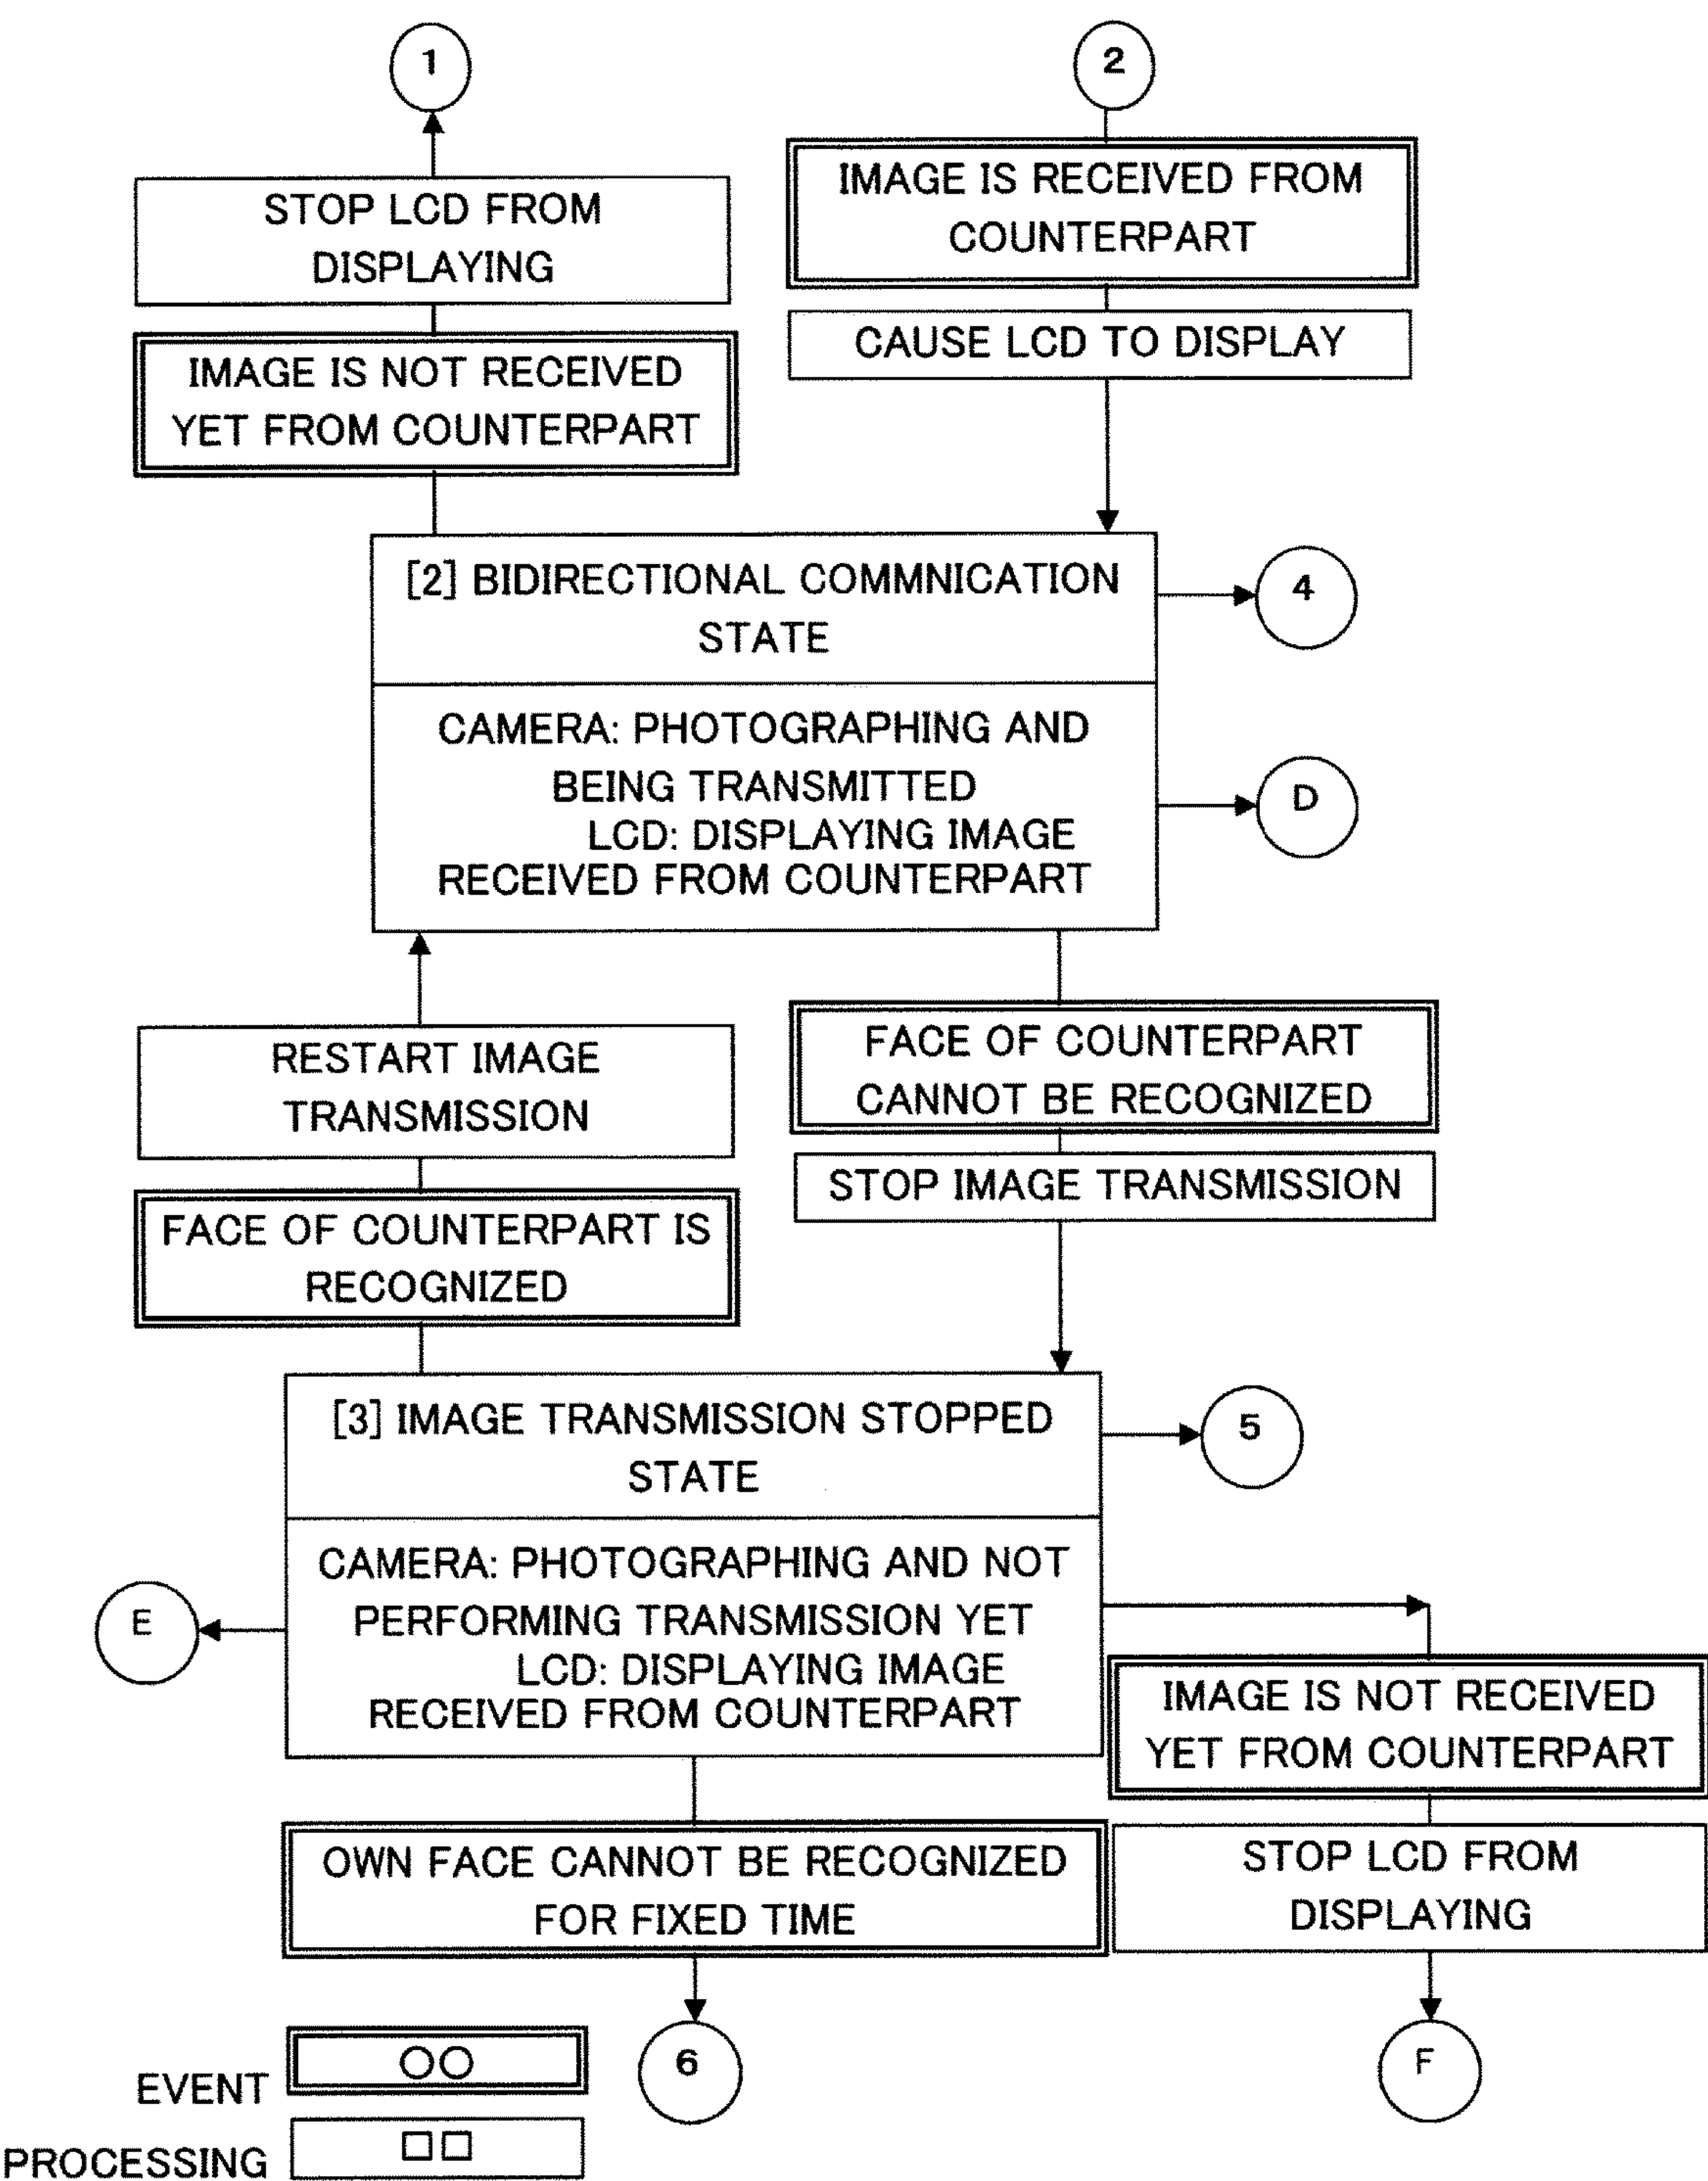 1
2
STOP LCD FROM
DISPLAYING
IMAGE IS RECEIVED FROM
COUNTERPART
CAUSE LCD TO DISPLAY
IMAGE IS NOT RECEIVED
YET FROM COUNTERPART
[2] BIDIRECTIONAL COMMNICATION
STATE
4
CAMERA: PHOTOGRAPHING AND
BEING TRANSMITTED
LCD: DISPLAYING IMAGE
RECEIVED FROM COUNTERPART
D
RESTART IMAGE
TRANSMISSION
FACE OF COUNTERPART
CANNOT BE RECOGNIZED
STOP IMAGE TRANSMISSION
FACE OF COUNTERPART IS
RECOGNIZED
[3] IMAGE TRANSMISSION STOPPED
STATE
5
CAMERA: PHOTOGRAPHING AND NOT
PERFORMING TRANSMISSION YET
LCD: DISPLAYING IMAGE
RECEIVED FROM COUNTERPART
E
IMAGE IS NOT RECEIVED
YET FROM COUNTERPART
OWN FACE CANNOT BE RECOGNIZED
FOR FIXED TIME
STOP LCD FROM
DISPLAYING
6
F
EVENT ○○
PROCESSING □□